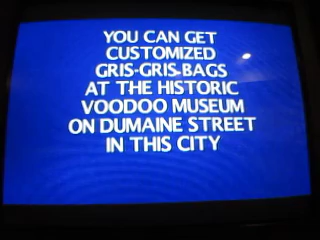 YOU CAN GET
CUSTOMIZED
GRIS-GRIS-BAGS
AT THE HISTORIC
VOODOO MUSEUM
ON DUMAINE STREET
IN THIS CITY